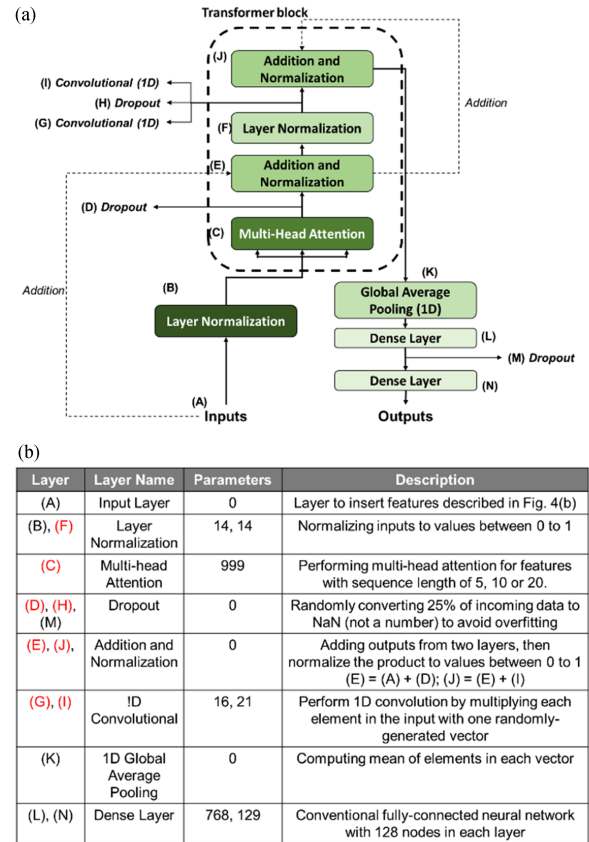 (a)
Transformer block
(J)
Addition and
Normalization
(I) Convolutional (1D)
(H) Dropout
(G) Convolutional (1D)
Addition
(F)
Layer Normalization
(E)
Addition and
Normalization
(D) Dropout
(C)
Multi-Head Attention
(K)
(B)
Addition
Global Average
Pooling (1D)
Layer Normalization
Dense Layer
(L)
(M) Dropout
Dense Layer
(N)
(A)
Inputs
Outputs
(b)
Layer Layer Name Parameters Description
(A) Input Layer 0 Layer to insert features described in Fig. 4(b)
(B), (F) Layer 14, 14 Normalizing inputs to values between 0 to 1
Normalization
(C) Multi-head 999 Performing multi-head attention for features
Attention with sequence length of 5, 10 or 20.
(D), (H), Dropout 0 Randomly converting 25% of incoming data to
(M) NaN (not a number) to avoid overfitting
(E), (J), Addition and 0 Adding outputs from two layers, then
Normalization normalize the product to values between 0 to 1
(E) = (A) + (D); (J) = (E) + (I)
(G), (I) !D 16, 21 Perform 1D convolution by multiplying each
Convolutional element in the input with one randomly-
generated vector
(K) 1D Global 0 Computing mean of elements in each vector
Average
Pooling
(L), (N) Dense Layer 768, 129 Conventional fully-connected neural network
with 128 nodes in each layer